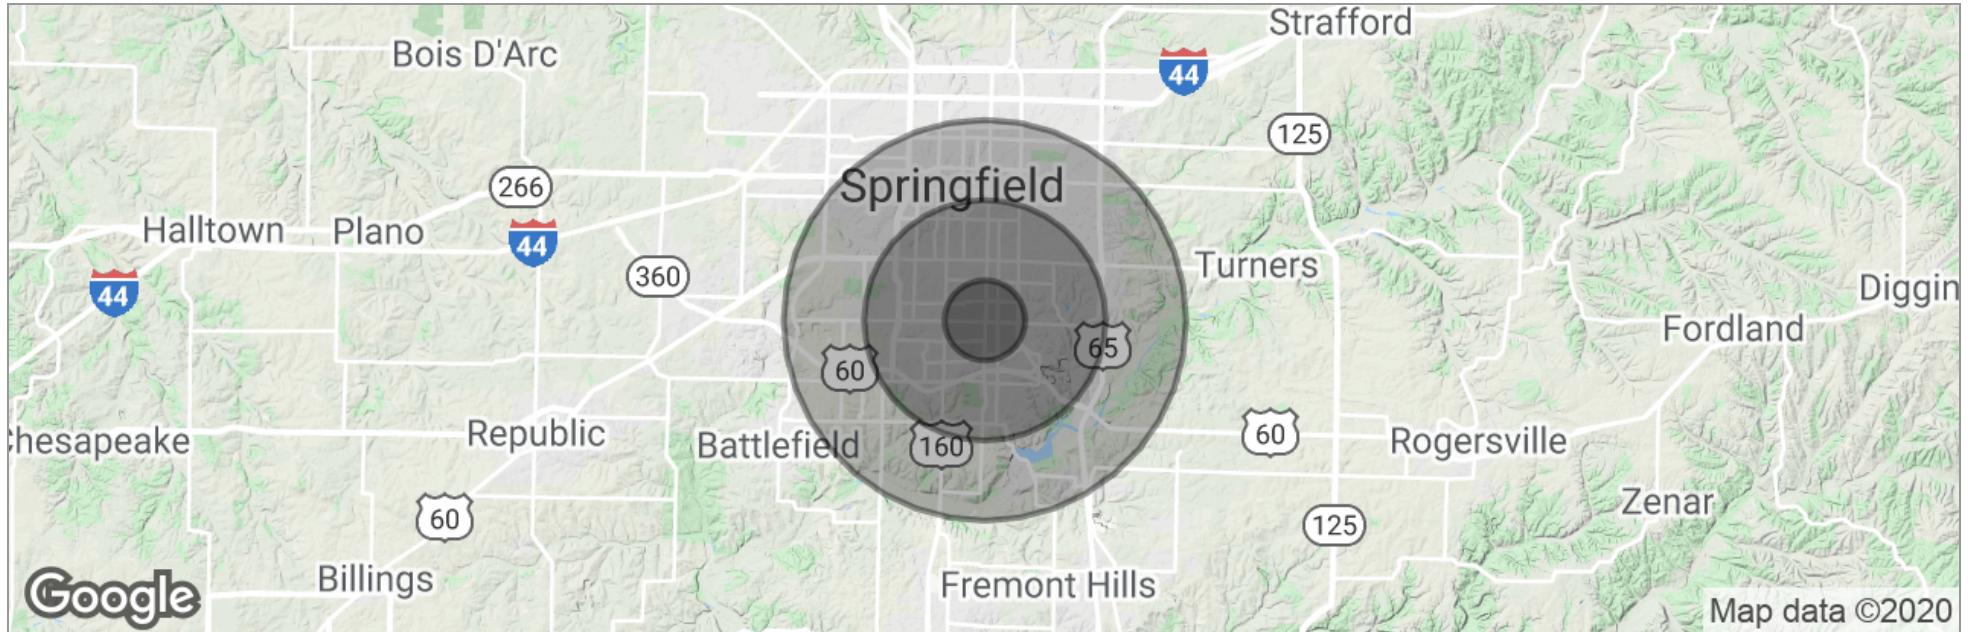 Strafford
Bois D'Arc
44
125
266
Springfield
Halltown
Plano
44
360
Turners
44
Diggin
Fordland
65
60
Chesapeake
Republic
Battlefield
160
60
Rogersville
60
Zenar
125
Billings
Fremont Hills
Google
Map data ©2020